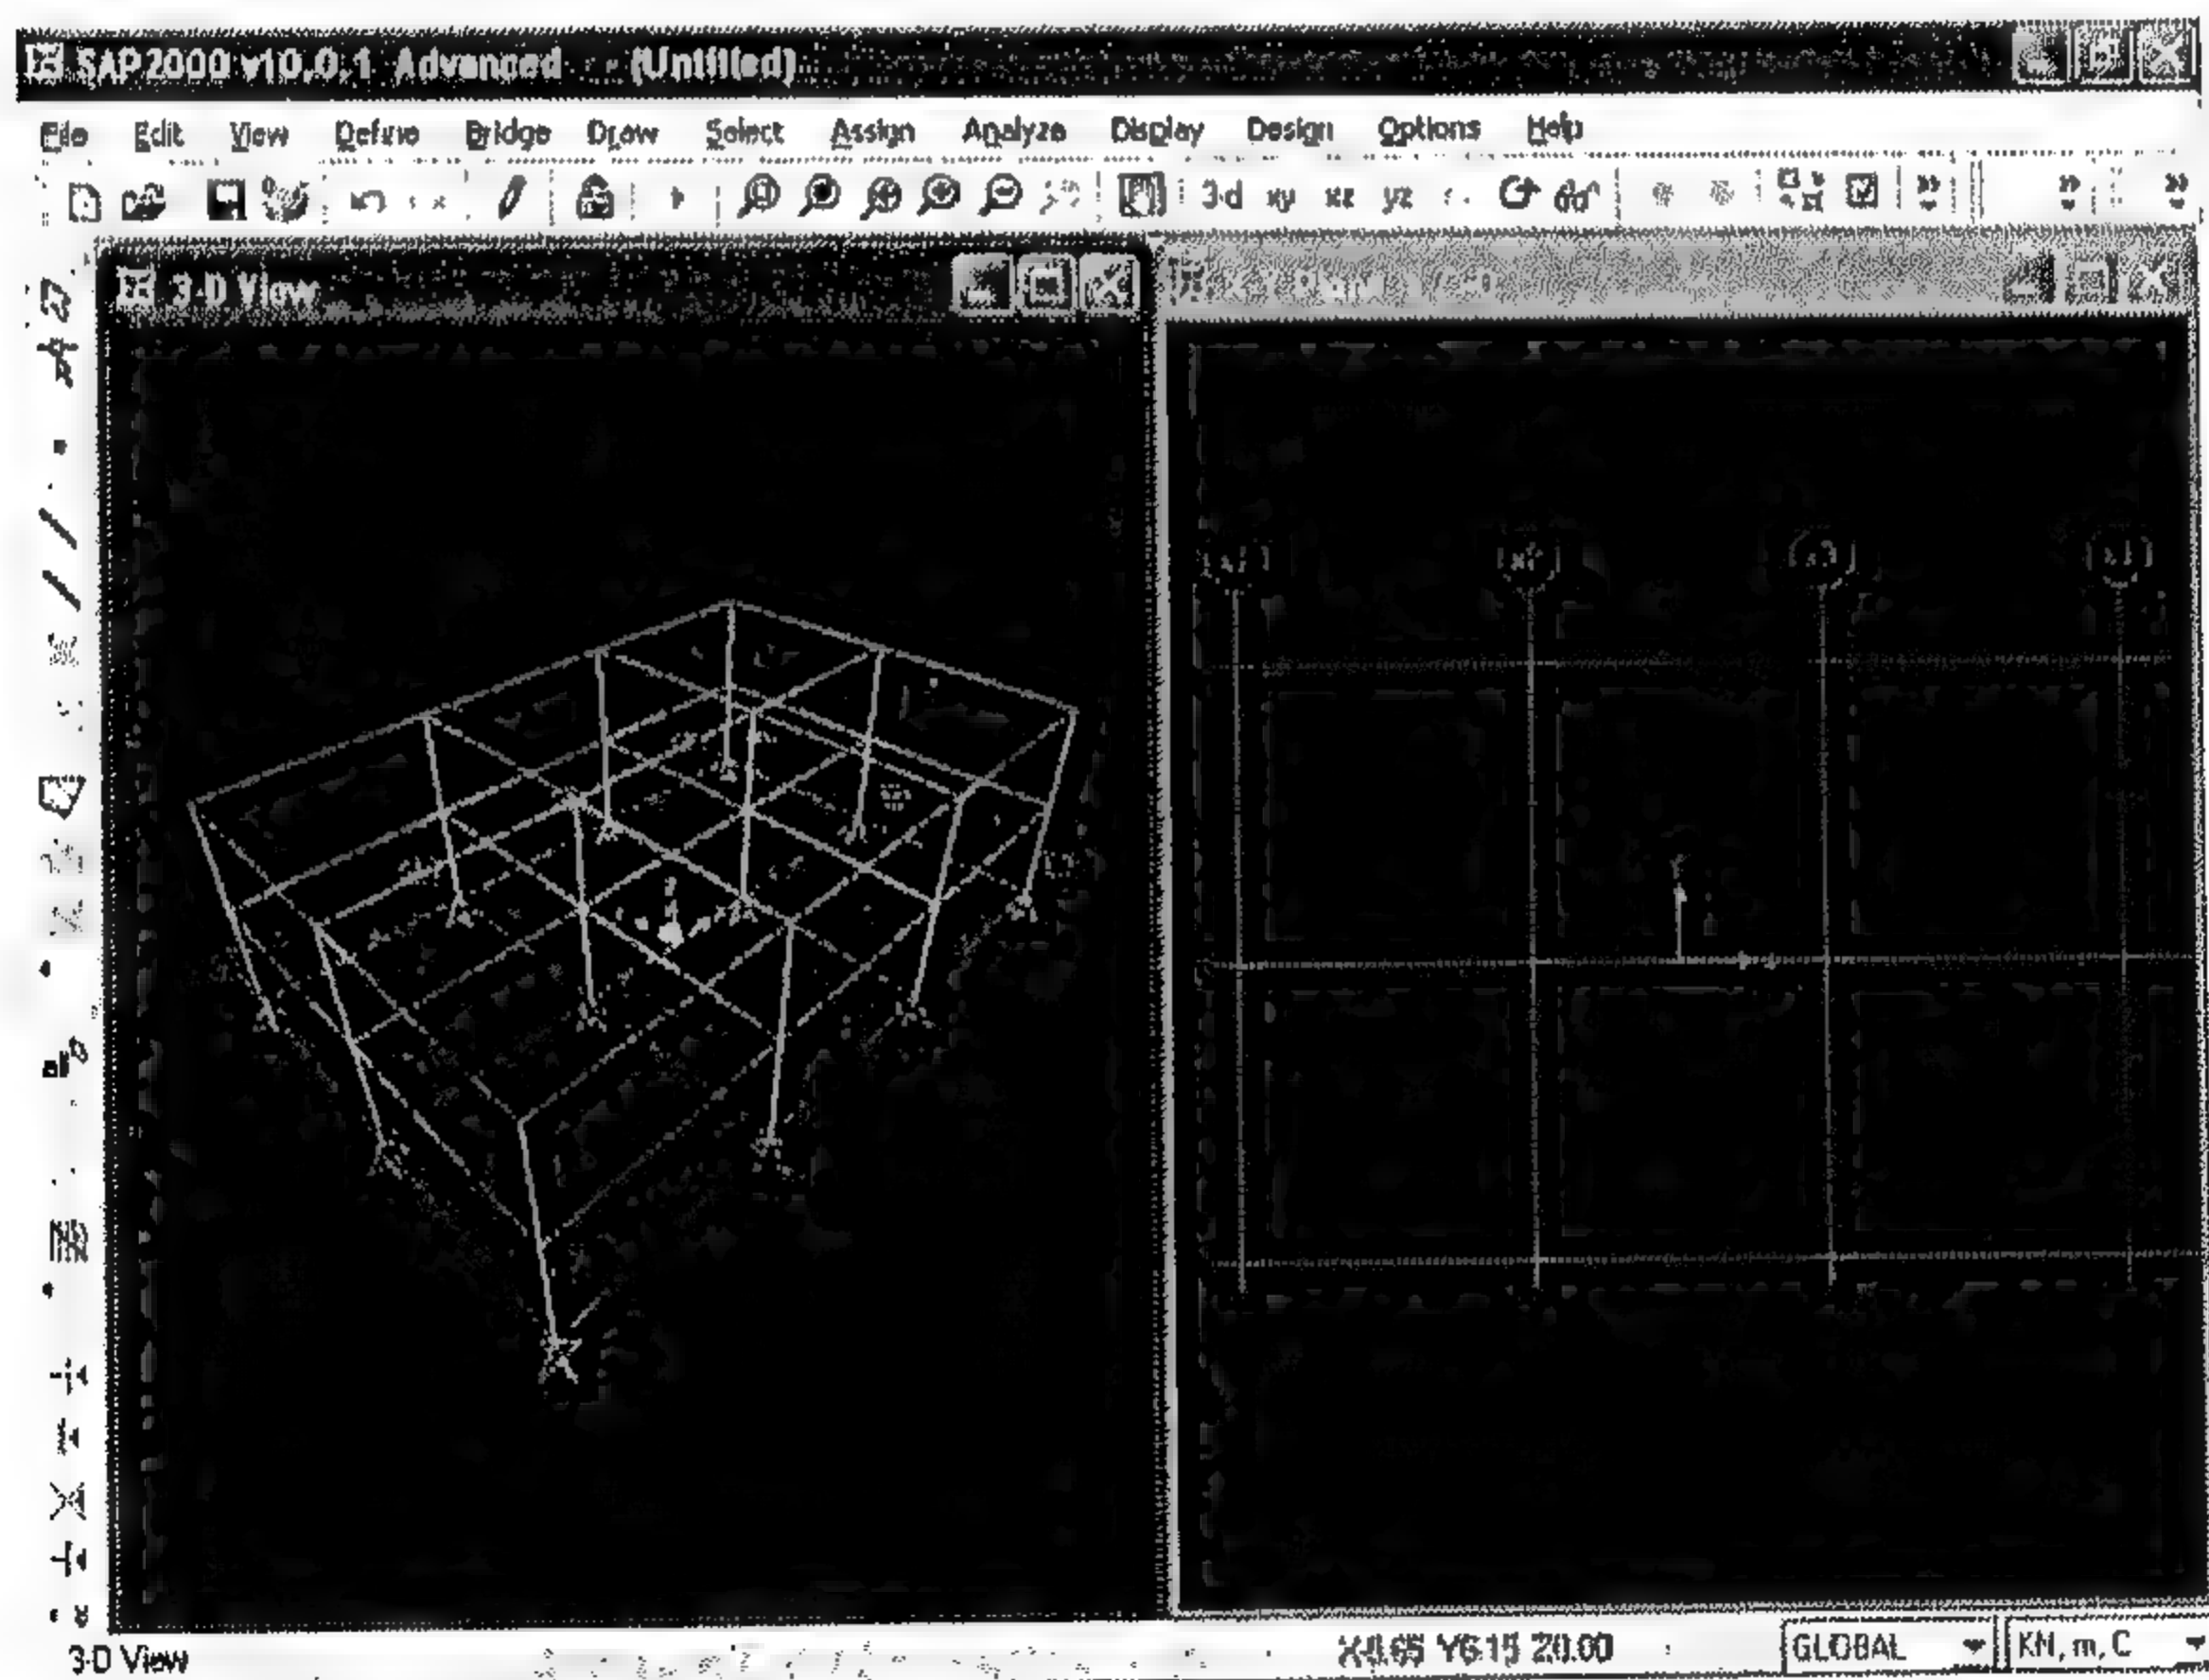 SAP2000 v10.0.1 Advanced - (Untitled)
File Edit View Define Bridge Draw Select Assign Analyze Display Design Options Help
3-d xy xz yz
3-D View
3-D View
GLOBAL
KN, m, C